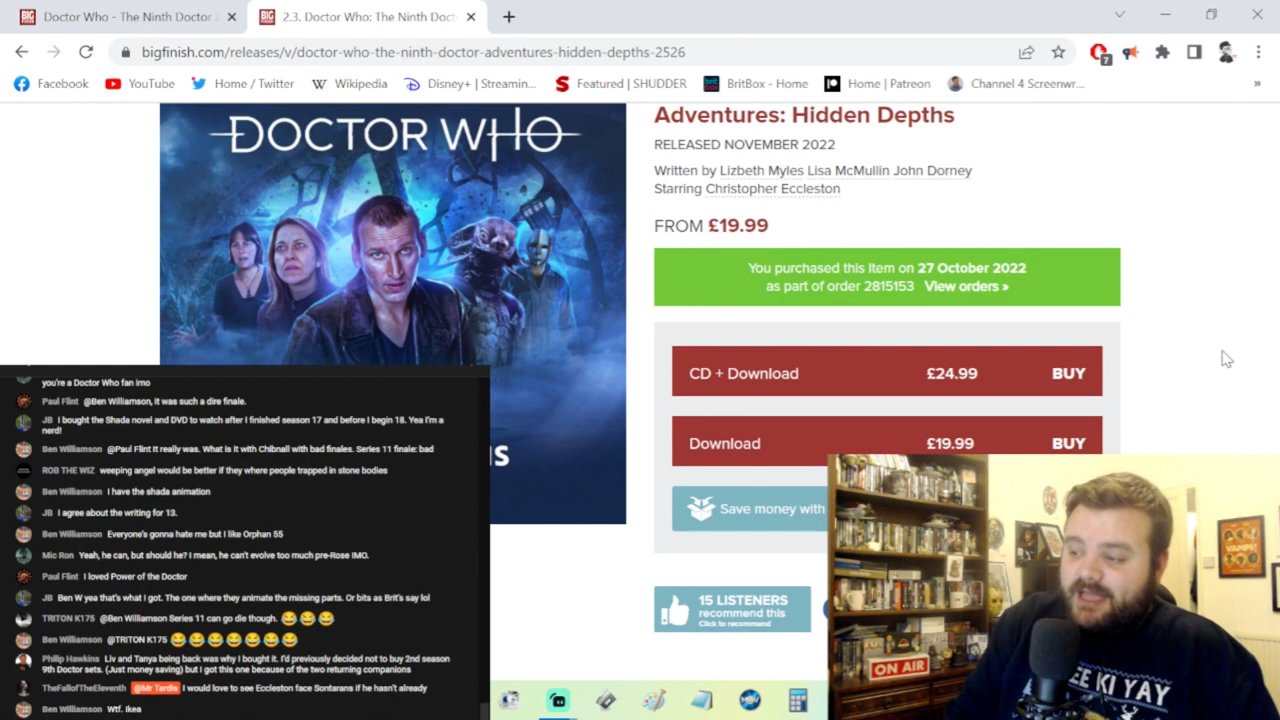 BIG FINISH Doctor Who - The Ninth Doctor
BIG FINISH 2.3. Doctor Who: The Ninth Doct
bigfinish.com/releases/v/doctor-who-the-ninth-doctor-adventures-hidden-depths-2526
7
Facebook YouTube Home / Twitter Wikipedia Disney+ | Streamin... Featured | SHUDDER BritBox - Home Home | Patreon Channel 4 Screenwr...
DOCTOR WHO
Adventures: Hidden Depths
RELEASED NOVEMBER 2022
Written by Lizbeth Myles Lisa McMullin John Dorney
Starring Christopher Eccleston
FROM £19.99
You purchased this item on 27 October 2022
as part of order 2815153 View orders »
CD + Download £24.99 BUY
Download £19.99 BUY
Save money with
15 LISTENERS
recommend this
Click to recommend
you're a Doctor Who fan imo
Paul Flint @Ben Williamson, it was such a dire finale.
JB I bought the Shada novel and DVD to watch after I finished season 17 and before I begin 18. Yea I'm a
nerd!
Ben Williamson @Paul Flint It really was. What is it with Chibnall with bad finales. Series 11 finale: bad
ROB THE WIZ weeping angel would be better if they where people trapped in stone bodies
Ben Williamson I have the shada animation
JB I agree about the writing for 13.
Ben Williamson Everyone's gonna hate me but I like Orphan 55
Mic Ron Yeah, he can, but should he? I mean, he can't evolve too much pre-Rose IMO.
Paul Flint I loved Power of the Doctor
JB Ben W yea that's what I got. The one where they animate the missing parts. Or bits as Brit's say lol
TRITON K175 @Ben Williamson Series 11 can go die though. 😂😂😂
Ben Williamson @TRITON K175 😂😂😂😂😂😂😂
Philip Hawkins Liv and Tanya being back was why I bought it. I'd previously decided not to buy 2nd season
9th Doctor sets. (Just money saving) but I got this one because of the two returning companions
TheFallofTheEleventh @Mr Tardis I would love to see Eccleston face Sontarans if he hasn't already
Ben Williamson Wtf. Ikea
S
VAMPS!
ON AIR
EE KI YAY